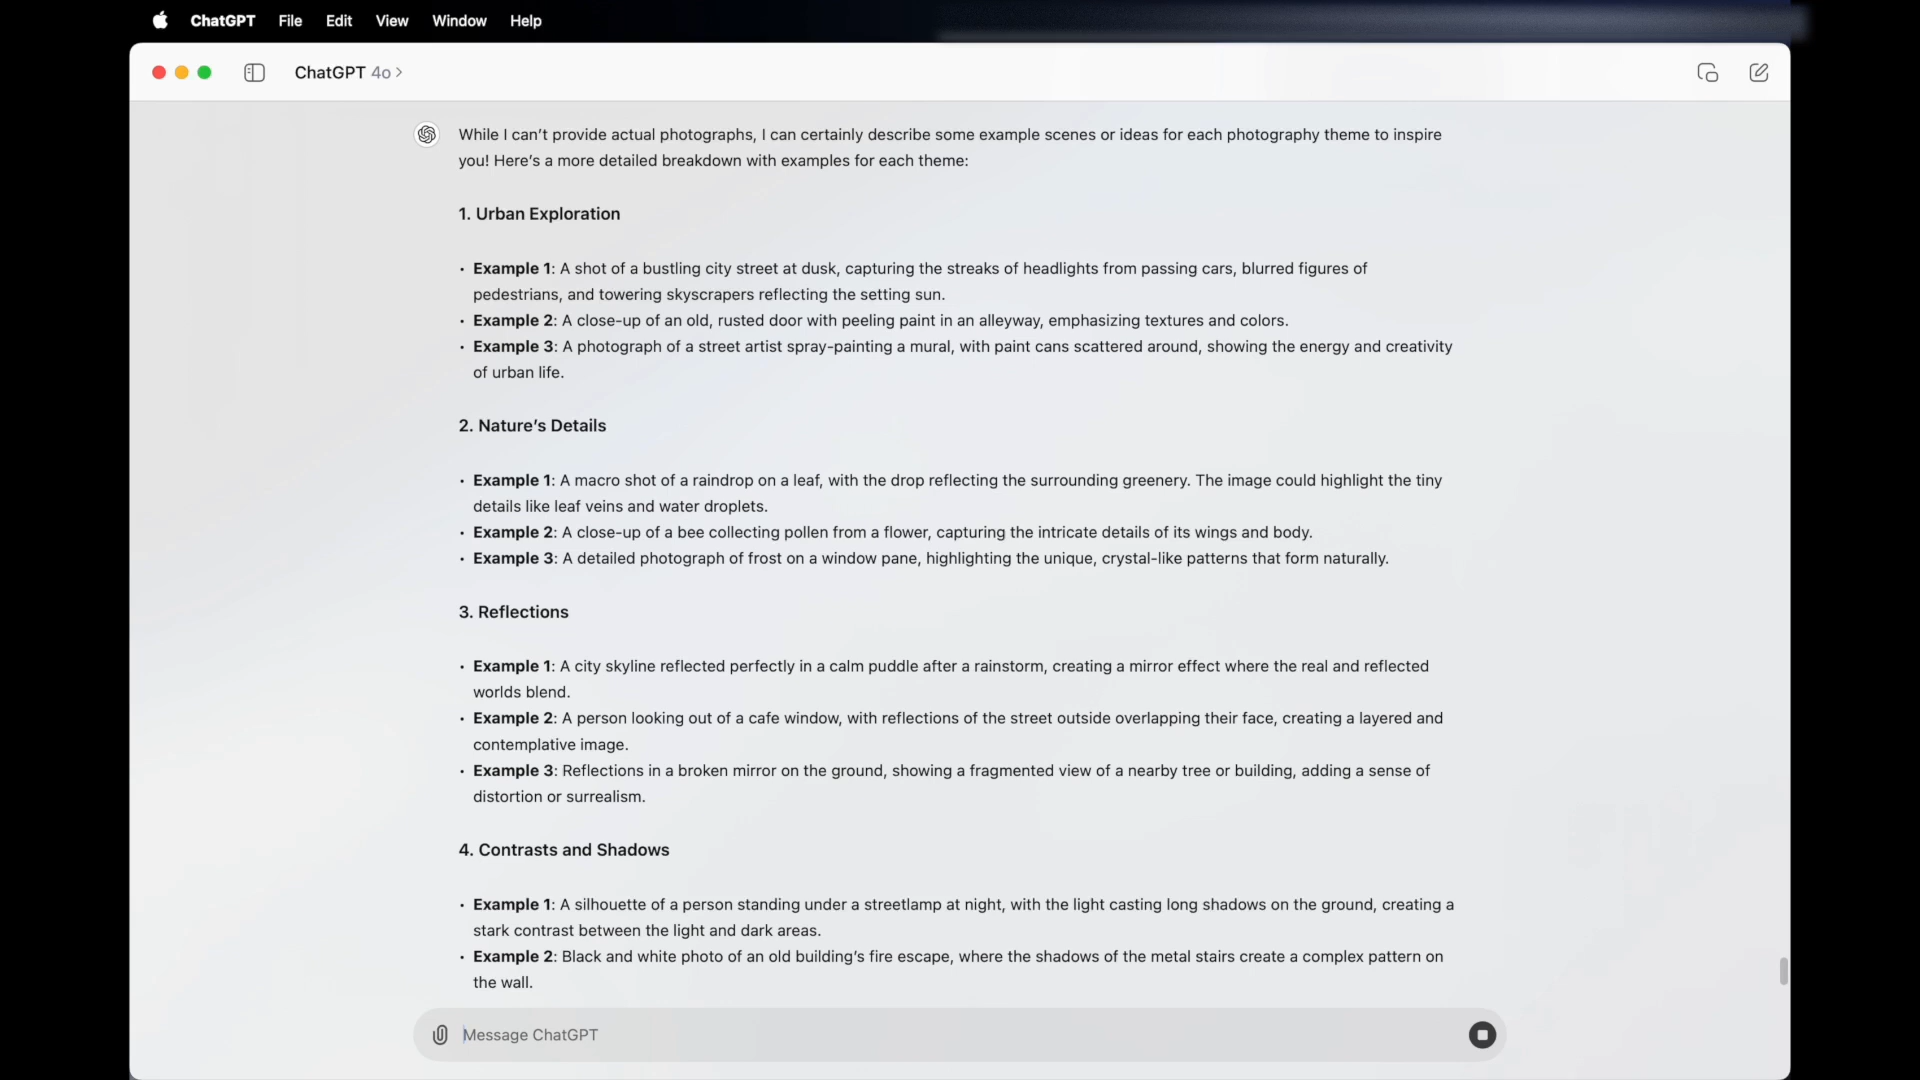 ChatGPT File Edit View Window Help
ChatGPT 4o >
While I can't provide actual photographs, I can certainly describe some example scenes or ideas for each photography theme to inspire
you! Here's a more detailed breakdown with examples for each theme:
1. Urban Exploration
• Example 1: A shot of a bustling city street at dusk, capturing the streaks of headlights from passing cars, blurred figures of
pedestrians, and towering skyscrapers reflecting the setting sun.
• Example 2: A close-up of an old, rusted door with peeling paint in an alleyway, emphasizing textures and colors.
• Example 3: A photograph of a street artist spray-painting a mural, with paint cans scattered around, showing the energy and creativity
of urban life.
2. Nature's Details
• Example 1: A macro shot of a raindrop on a leaf, with the drop reflecting the surrounding greenery. The image could highlight the tiny
details like leaf veins and water droplets.
• Example 2: A close-up of a bee collecting pollen from a flower, capturing the intricate details of its wings and body.
• Example 3: A detailed photograph of frost on a window pane, highlighting the unique, crystal-like patterns that form naturally.
3. Reflections
• Example 1: A city skyline reflected perfectly in a calm puddle after a rainstorm, creating a mirror effect where the real and reflected
worlds blend.
• Example 2: A person looking out of a cafe window, with reflections of the street outside overlapping their face, creating a layered and
contemplative image.
• Example 3: Reflections in a broken mirror on the ground, showing a fragmented view of a nearby tree or building, adding a sense of
distortion or surrealism.
4. Contrasts and Shadows
• Example 1: A silhouette of a person standing under a streetlamp at night, with the light casting long shadows on the ground, creating a
stark contrast between the light and dark areas.
• Example 2: Black and white photo of an old building's fire escape, where the shadows of the metal stairs create a complex pattern on
the wall.
Message ChatGPT